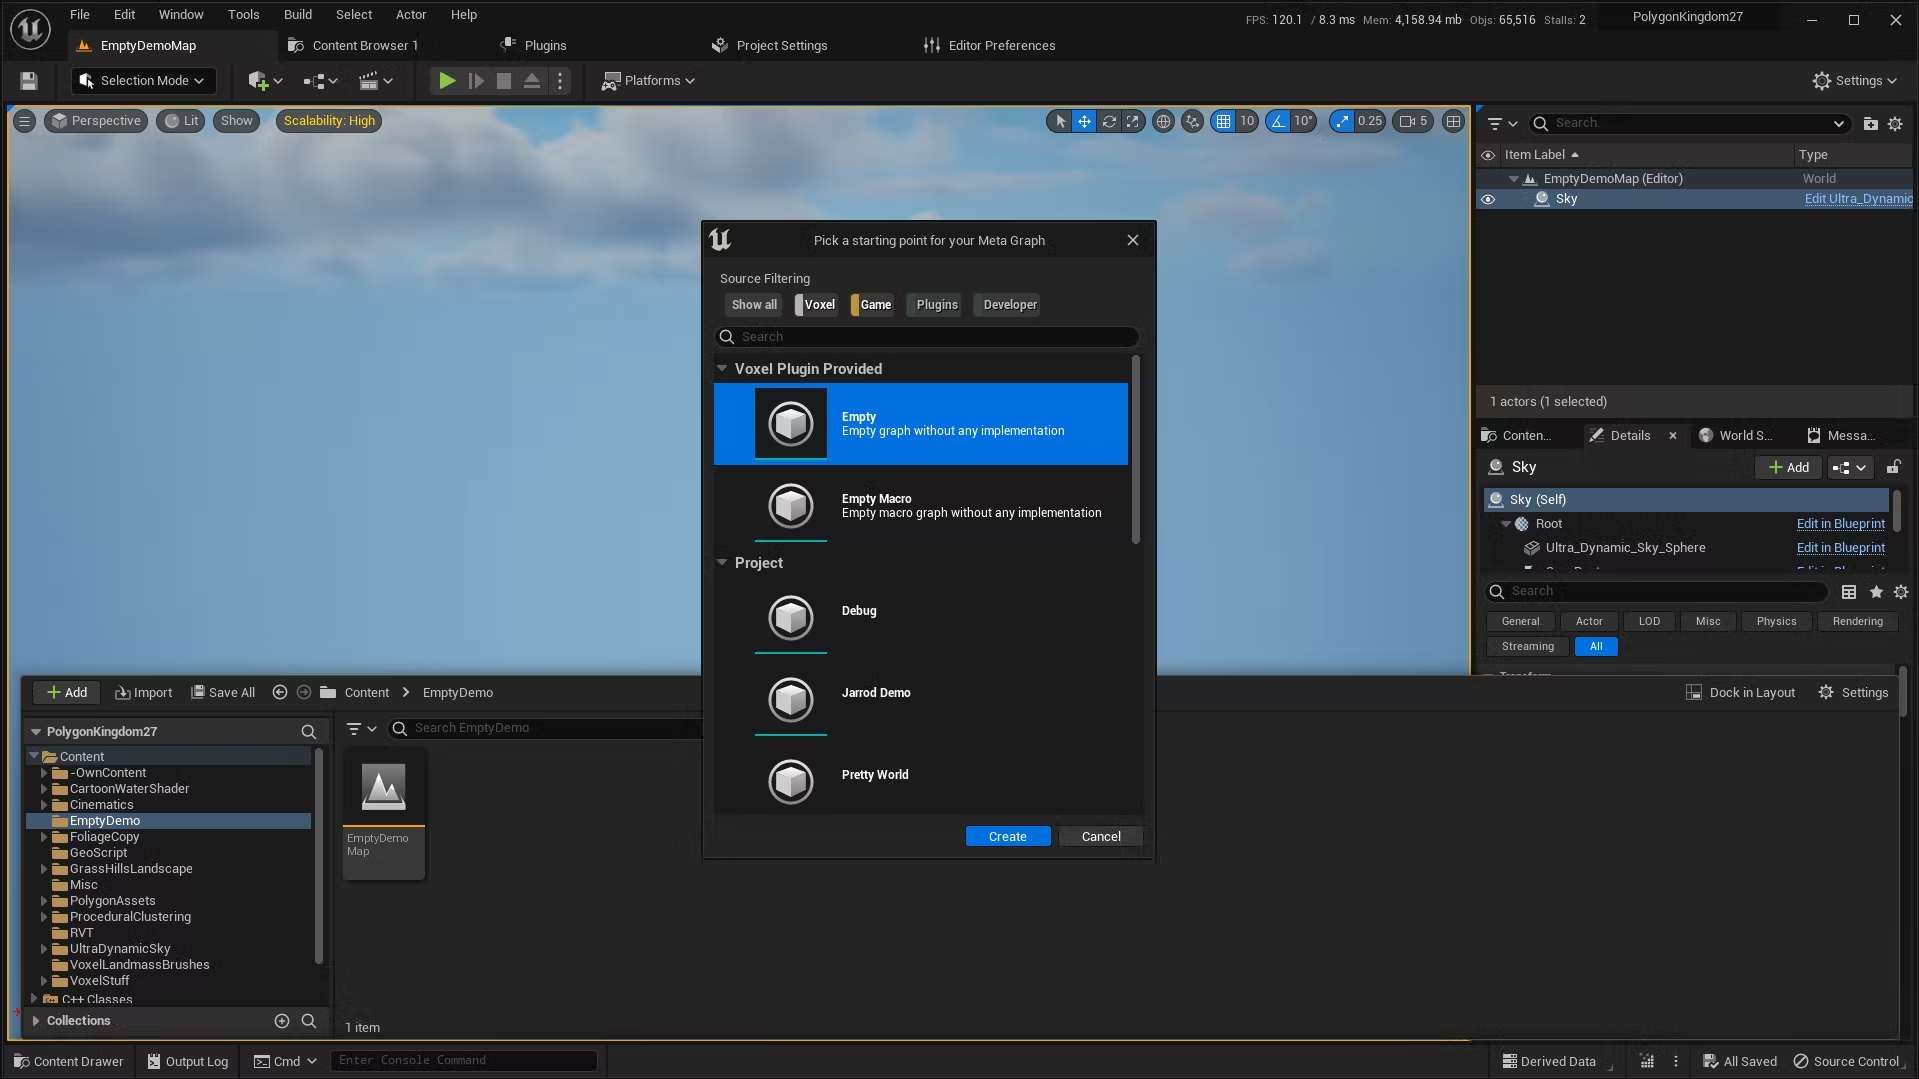 File Edit Window Tools Build Select Actor Help
FPS: 120.1 / 8.3 ms Mem: 4,158.94 mb Objs: 65,516 Stalls: 2
PolygonKingdom27
EmptyDemoMap
Content Browser 1
Plugins
Project Settings
Editor Preferences
Selection Mode
Platforms
Settings
Perspective
Lit
Show
Scalability: High
10
10°
0.25
5
Search...
Item Label
Type
EmptyDemoMap (Editor)
World
Sky
Edit Ultra_Dynamic
1 actors (1 selected)
Conten...
Details
World S...
Messa...
Sky
Add
Sky (Self)
Root
Edit in Blueprint
Ultra_Dynamic_Sky_Sphere
Edit in Blueprint
Search
General
Actor
LOD
Misc
Physics
Rendering
Streaming
All
Pick a starting point for your Meta Graph
Source Filtering
Show all
Voxel
Game
Plugins
Developer
Search
Voxel Plugin Provided
Empty
Empty graph without any implementation
Empty Macro
Empty macro graph without any implementation
Project
Debug
Jarrod Demo
Pretty World
Create
Cancel
Add
Import
Save All
Content
EmptyDemo
Dock in Layout
Settings
PolygonKingdom27
Search EmptyDemo
Content
-OwnContent
CartoonWaterShader
Cinematics
EmptyDemo
FoliageCopy
GeoScript
GrassHillsLandscape
Misc
PolygonAssets
ProceduralClustering
RVT
UltraDynamicSky
VoxelLandmassBrushes
VoxelStuff
C++ Classes
EmptyDemo
Map
Collections
1 item
Content Drawer
Output Log
Cmd
Enter Console Command
Derived Data
All Saved
Source Control